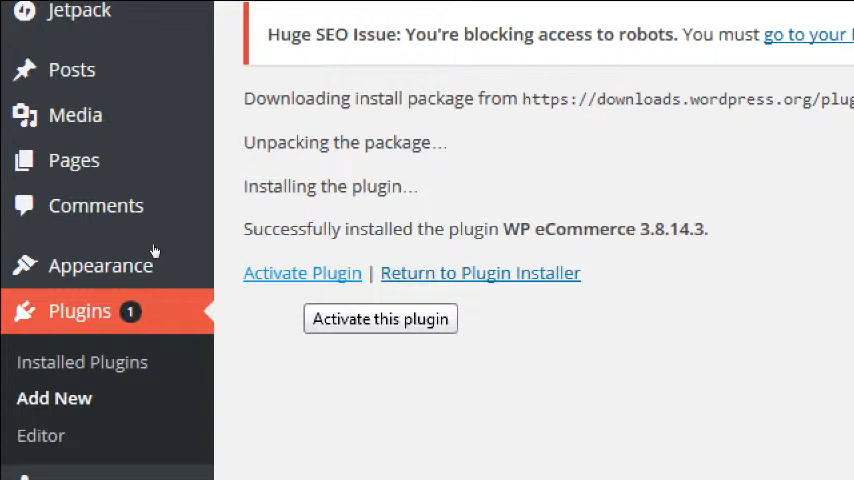 Jetpack
Posts
Media
Pages
Comments
Appearance
Plugins 1
Installed Plugins
Add New
Editor
Huge SEO Issue: You're blocking access to robots. You must go to your
Downloading install package from https://downloads.wordpress.org/plug
Unpacking the package…
Installing the plugin…
Successfully installed the plugin WP eCommerce 3.8.14.3.
Activate Plugin | Return to Plugin Installer
Activate this plugin